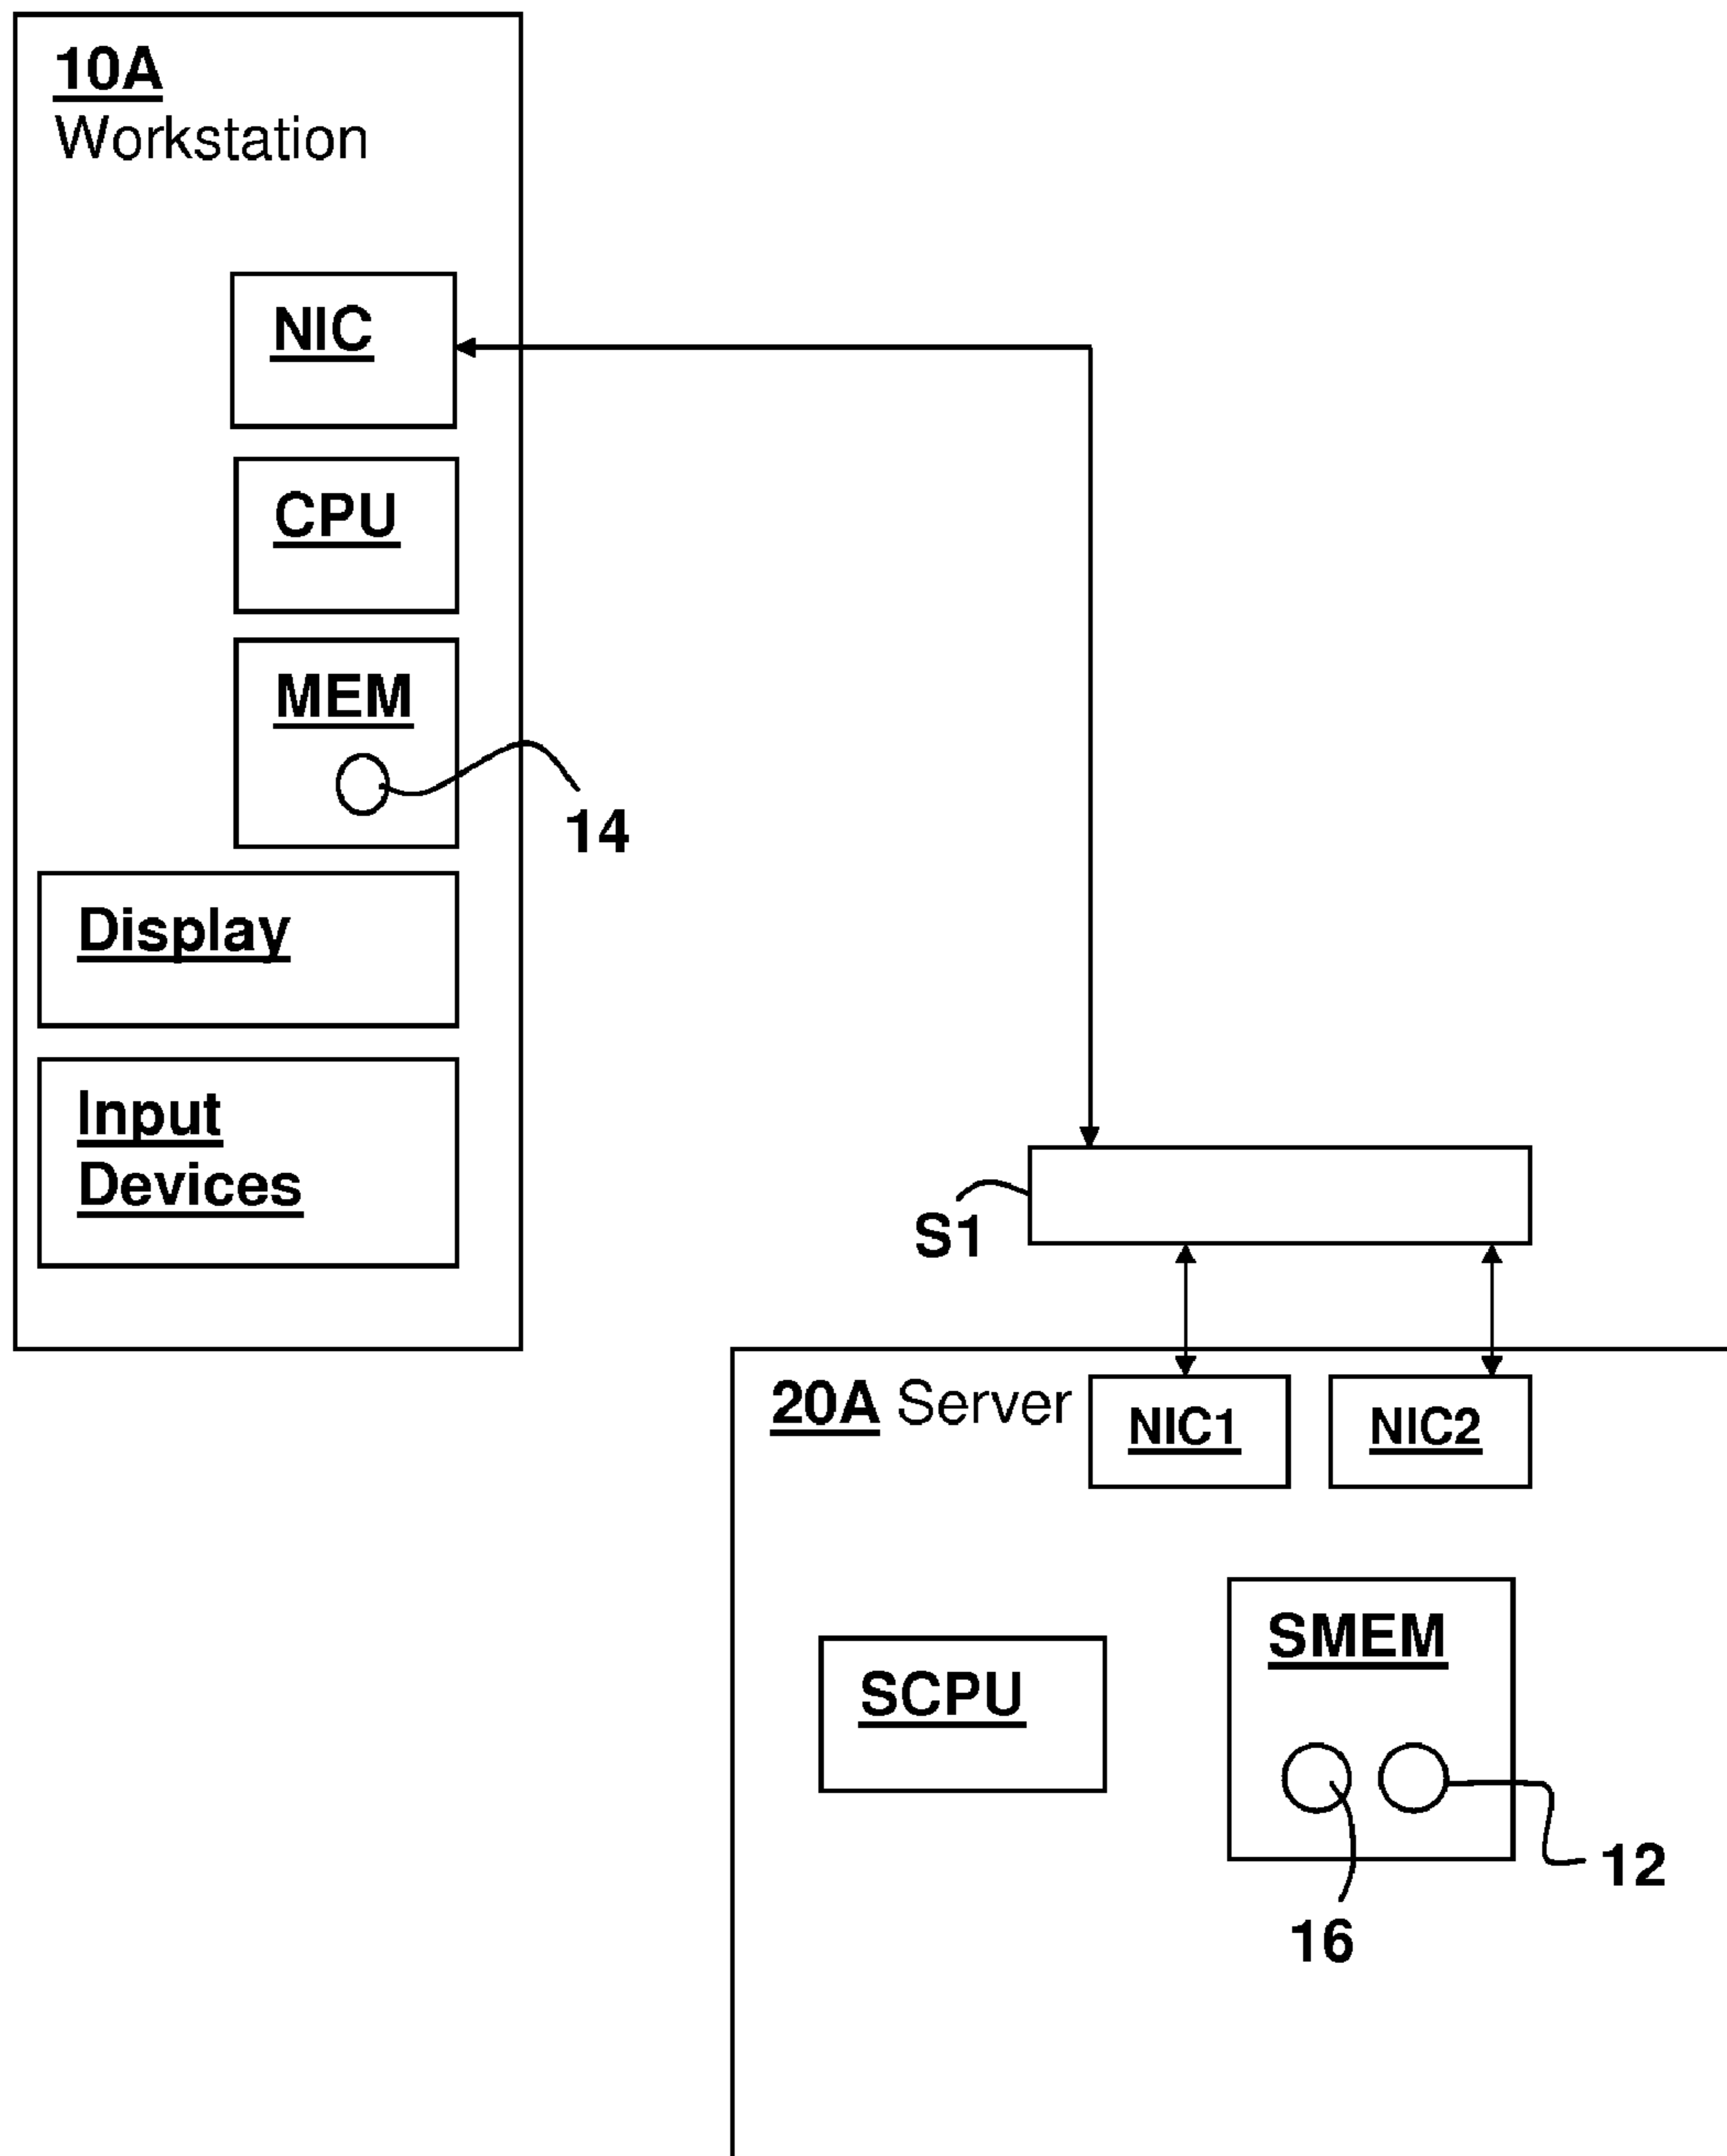 10A
Workstation
NIC
CPU
MEM
14
Display
Input
Devices
S1
20A Server
NIC1
NIC2
SMEM
SCPU
12
16